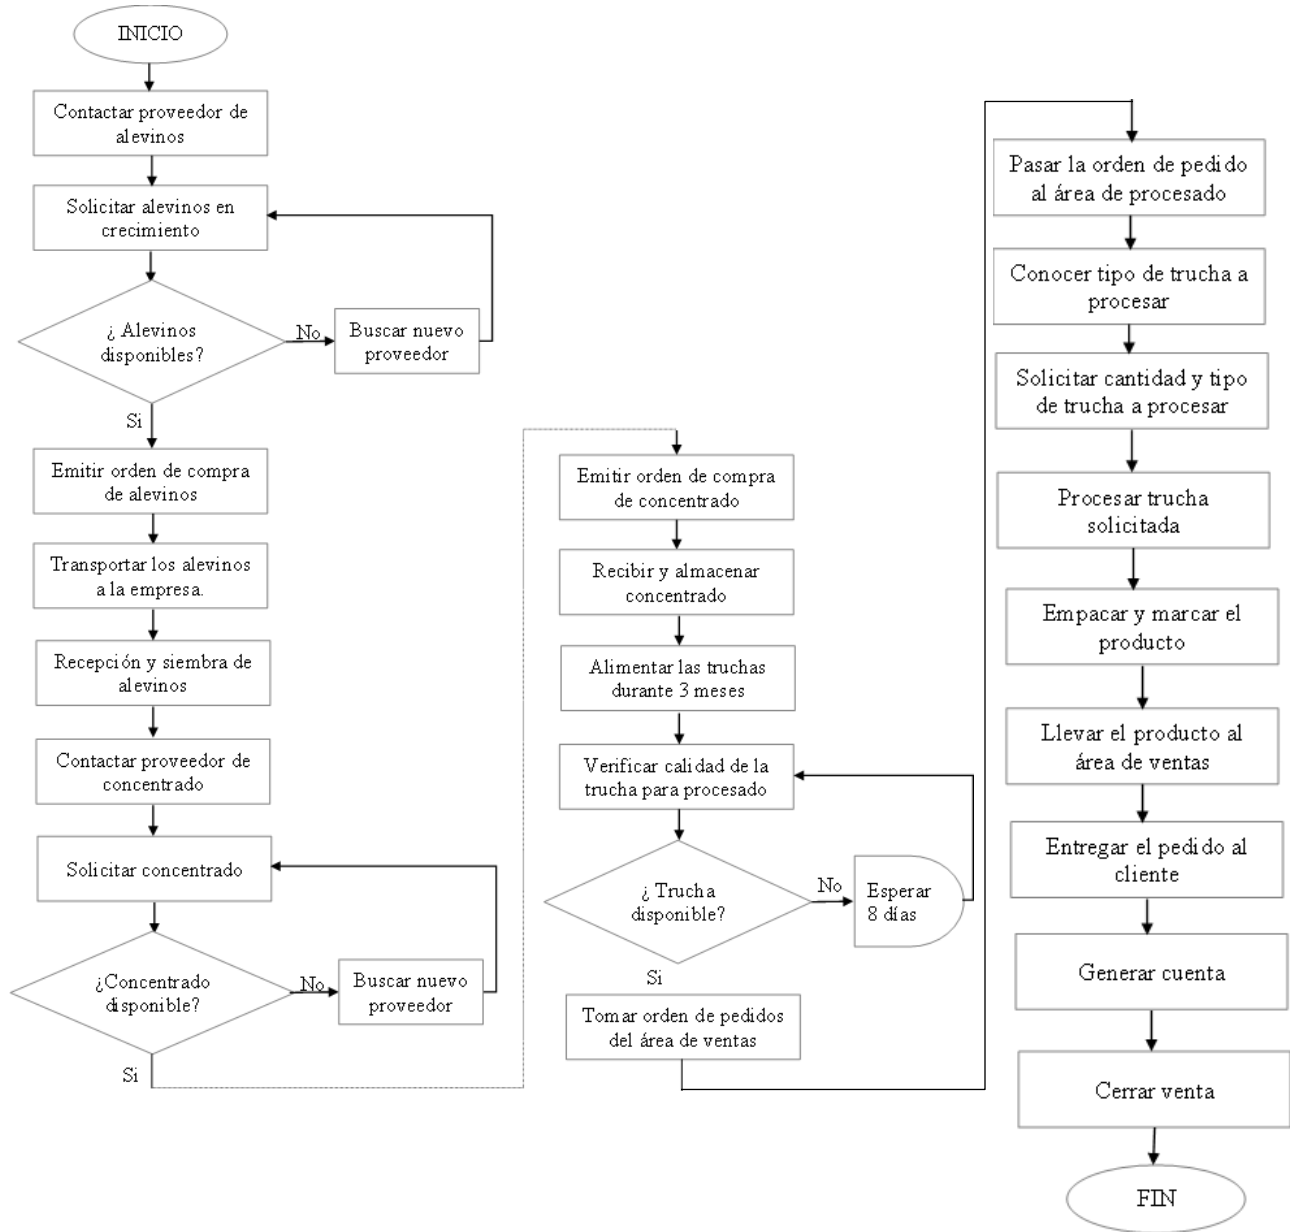 INICIO
Contactar proveedor de
alevinos
Solicitar alevinos en
crecimiento
¿ Alevinos
disponibles?
No
Buscar nuevo
proveedor
Si
Emitir orden de compra
de alevinos
Transportar los alevinos
a la empresa.
Recepción y siembra de
alevinos
Contactar proveedor de
concentrado
Solicitar concentrado
¿Concentrado
disponible?
No
Buscar nuevo
proveedor
Si
Emitir orden de compra
de concentrado
Recibir y almacenar
concentrado
Alimentar las truchas
durante 3 meses
Verificar calidad de la
trucha para procesado
¿ Trucha
disponible?
No
Esperar
8 días
Si
Tomar orden de pedidos
del área de ventas
Pasar la orden de pedido
al área de procesado
Conocer tipo de trucha a
procesar
Solicitar cantidad y tipo
de trucha a procesar
Procesar trucha
solicitada
Empacar y marcar el
producto
Llevar el producto al
área de ventas
Entregar el pedido al
cliente
Generar cuenta
Cerrar venta
FIN